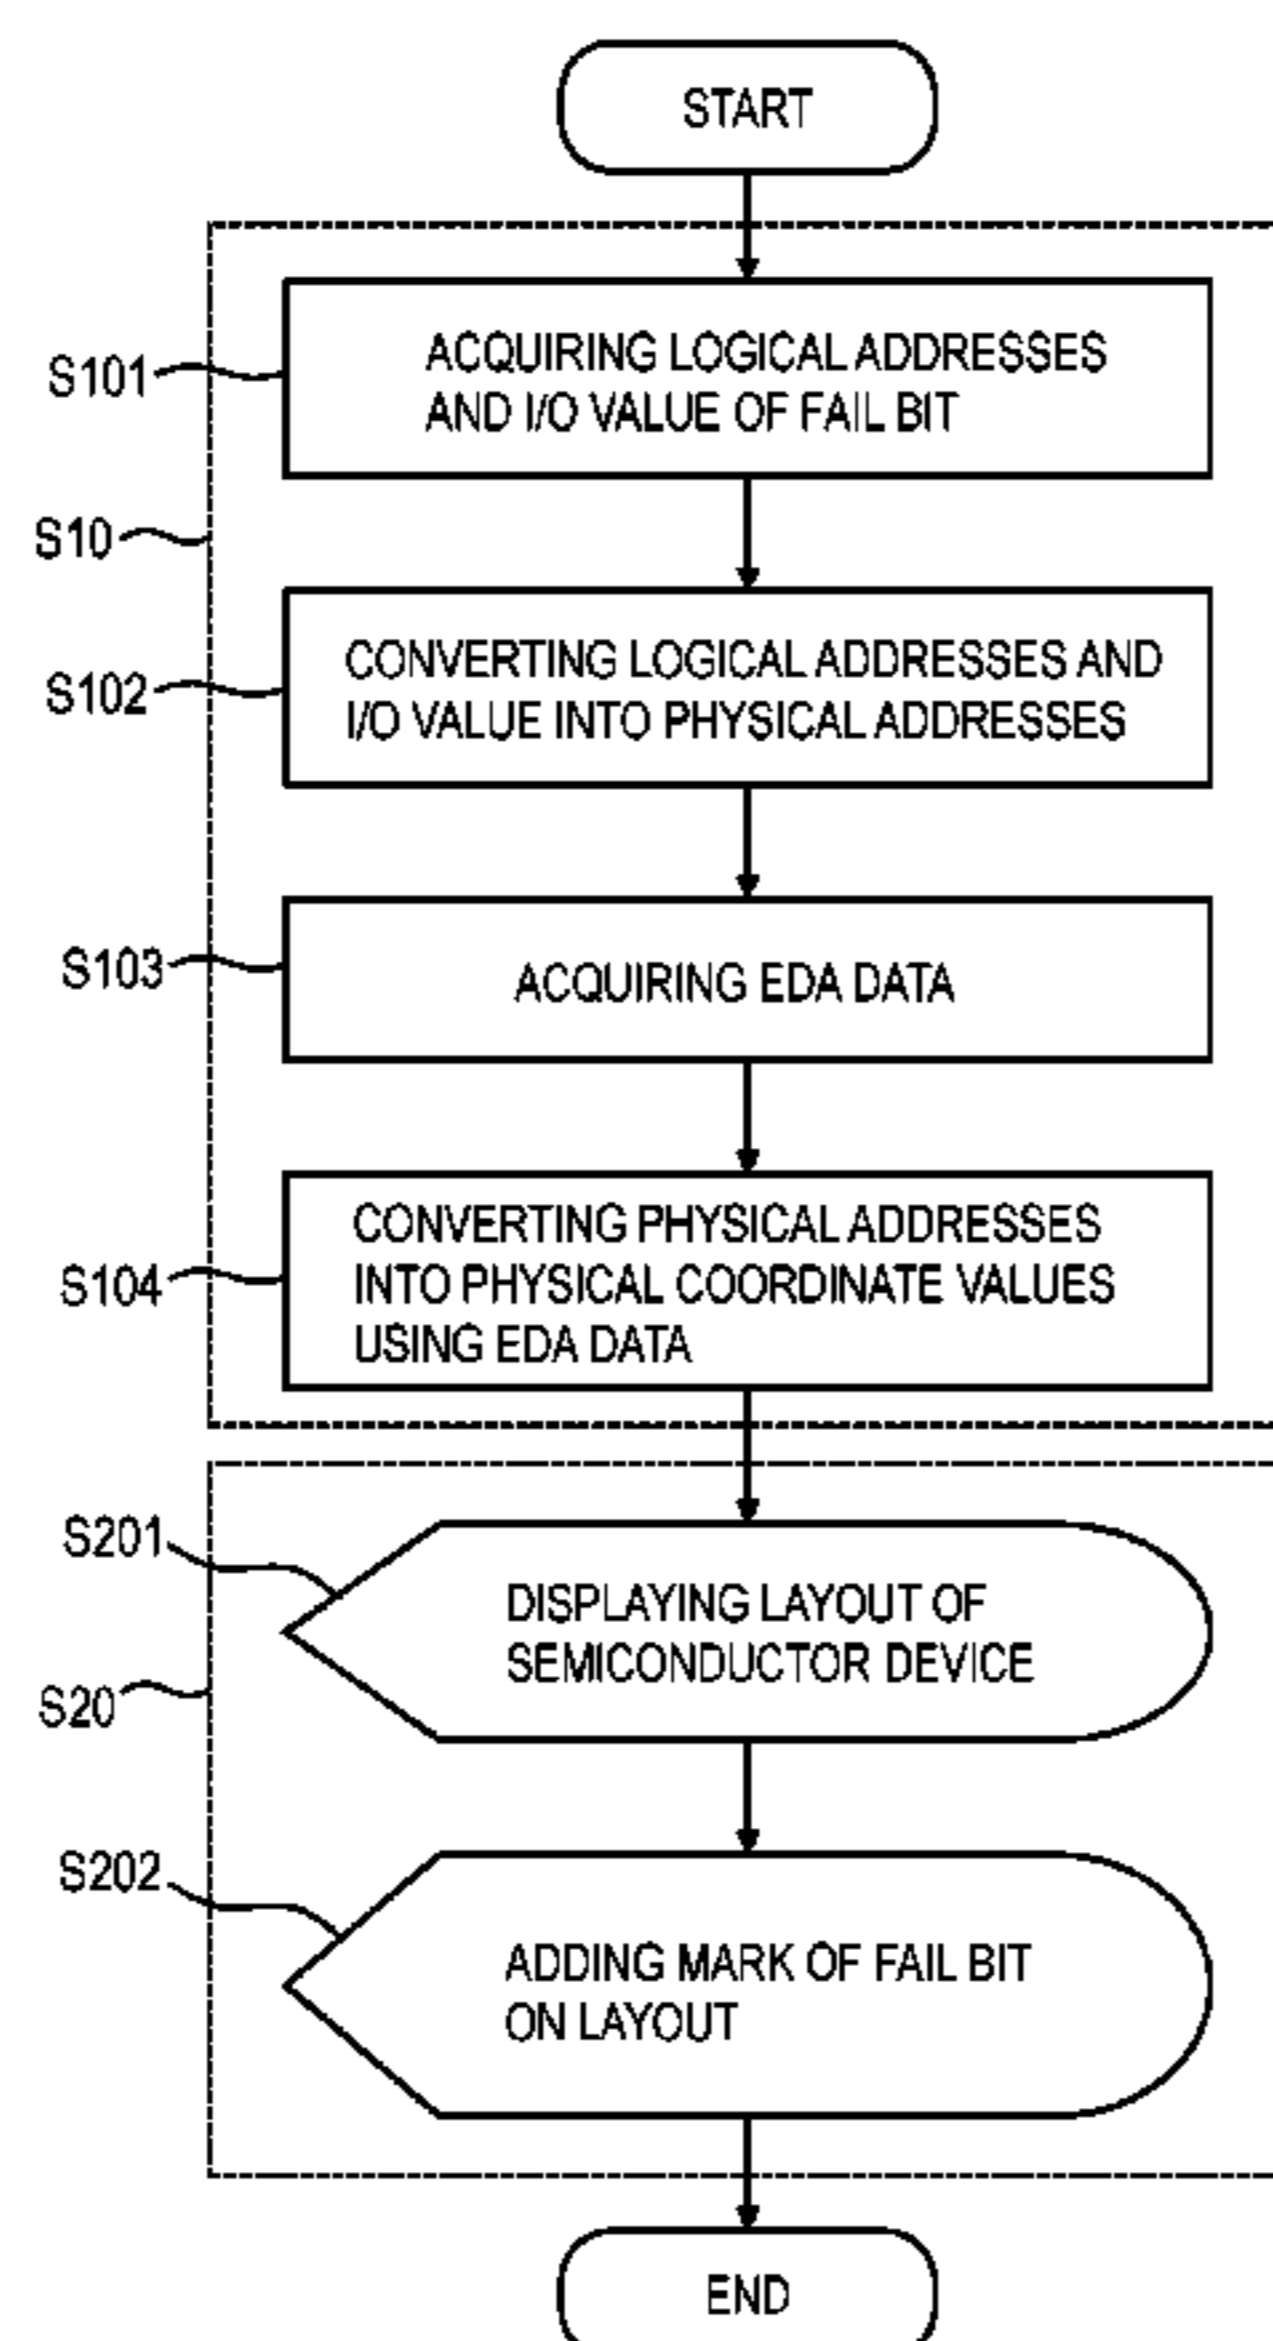 START
S101
ACQUIRING LOGICAL ADDRESSES
AND I/O VALUE OF FAIL BIT
S10
S102
CONVERTING LOGICAL ADDRESSES AND
I/O VALUE INTO PHYSICAL ADDRESSES
S103
ACQUIRING EDA DATA
S104
CONVERTING PHYSICAL ADDRESSES
INTO PHYSICAL COORDINATE VALUES
USING EDA DATA
S201
DISPLAYING LAYOUT OF
SEMICONDUCTOR DEVICE
S20
S202
ADDING MARK OF FAIL BIT
ON LAYOUT
END